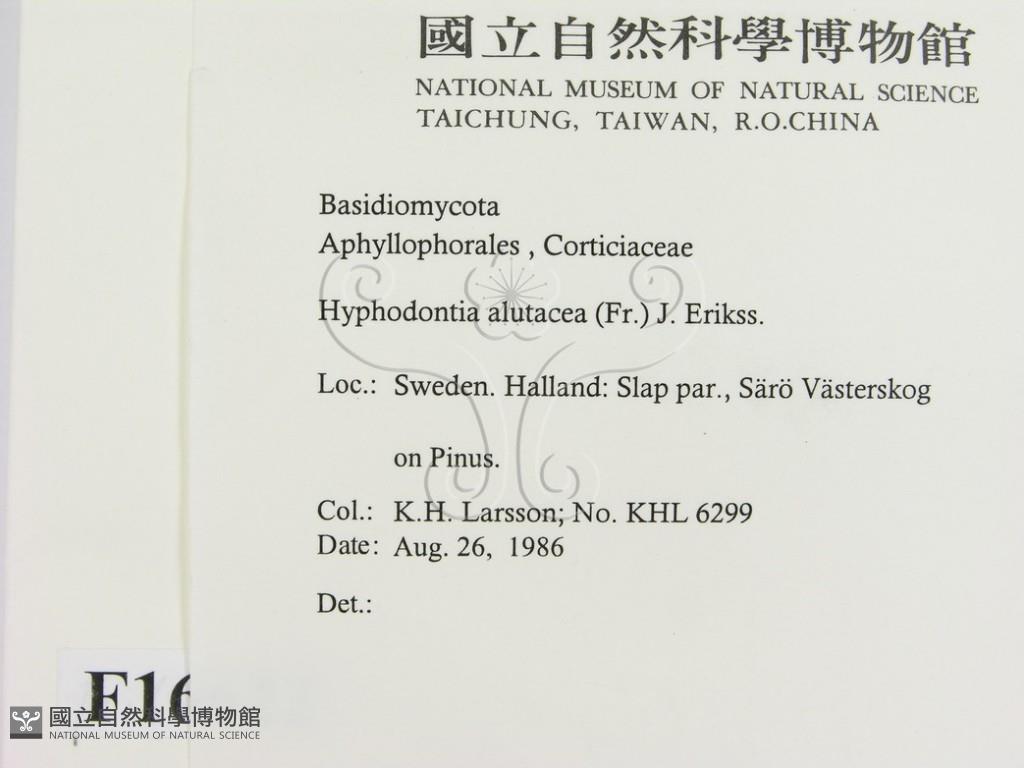 國立自然科學博物館
NATIONAL MUSEUM OF NATURAL SCIENCE
TAICHUNG, TAIWAN, R.O.CHINA
Basidiomycota
Aphyllophorales , Corticiaceae
Hyphodontia alutacea (Fr.) J. Erikss.
Loc.: Sweden. Halland: Slap par., Särö Västerskog
on Pinus.
Col.: K.H. Larsson; No. KHL 6299
Date: Aug. 26, 1986
Det.:
F16
國立自然科學博物館
NATIONAL MUSEUM OF NATURAL SCIENCE